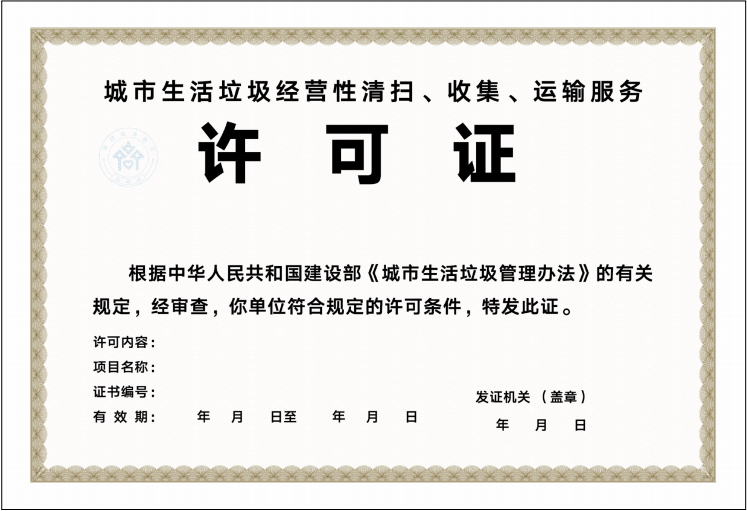 城市生活垃圾经营性清扫、收集、运输服务
许可证
根据中华人民共和国建设部《城市生活垃圾管理办法》的有关
规定，经审查，你单位符合规定的许可条件，特发此证。
许可内容：
项目名称：
证书编号：
发证机关（盖章）
有 效 期： 年 月 日至 年 月 日
年 月 日